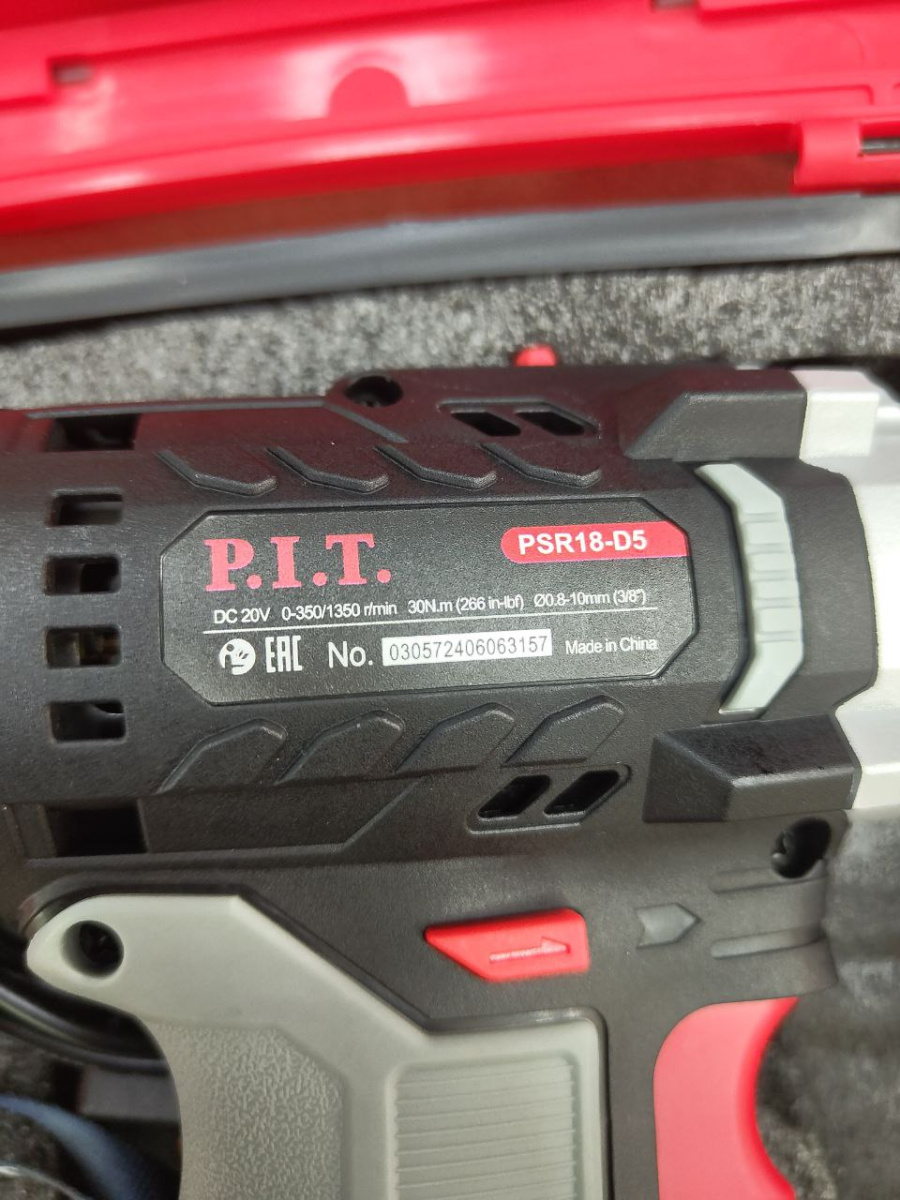 P.I.T.
PSR18-D5
DC 20V 0-350/1350 r/min 30N.m (266 in-lbf) Ø0.8-10mm (3/8")
EAC No. 030572406063157 Made in China